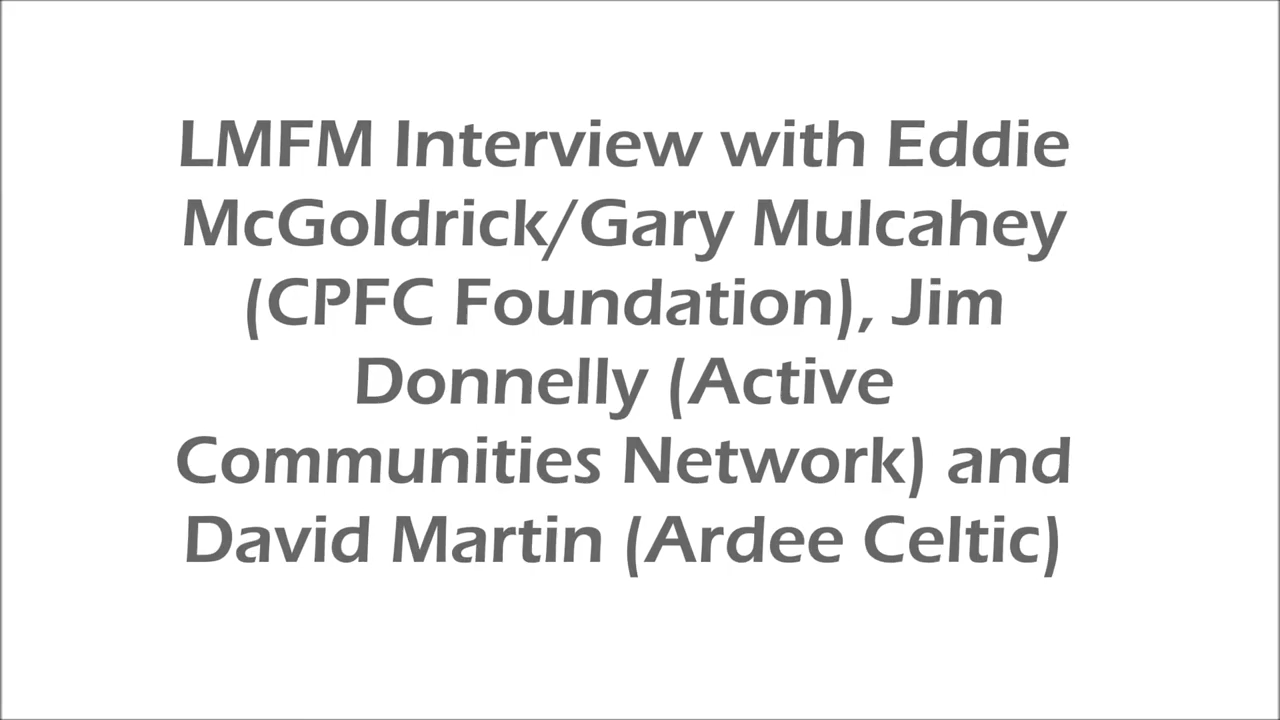 LMFM Interview with Eddie
McGoldrick/Gary Mulcahey
(CPFC Foundation), Jim
Donnelly (Active
Communities Network) and
David Martin (Ardee Celtic)